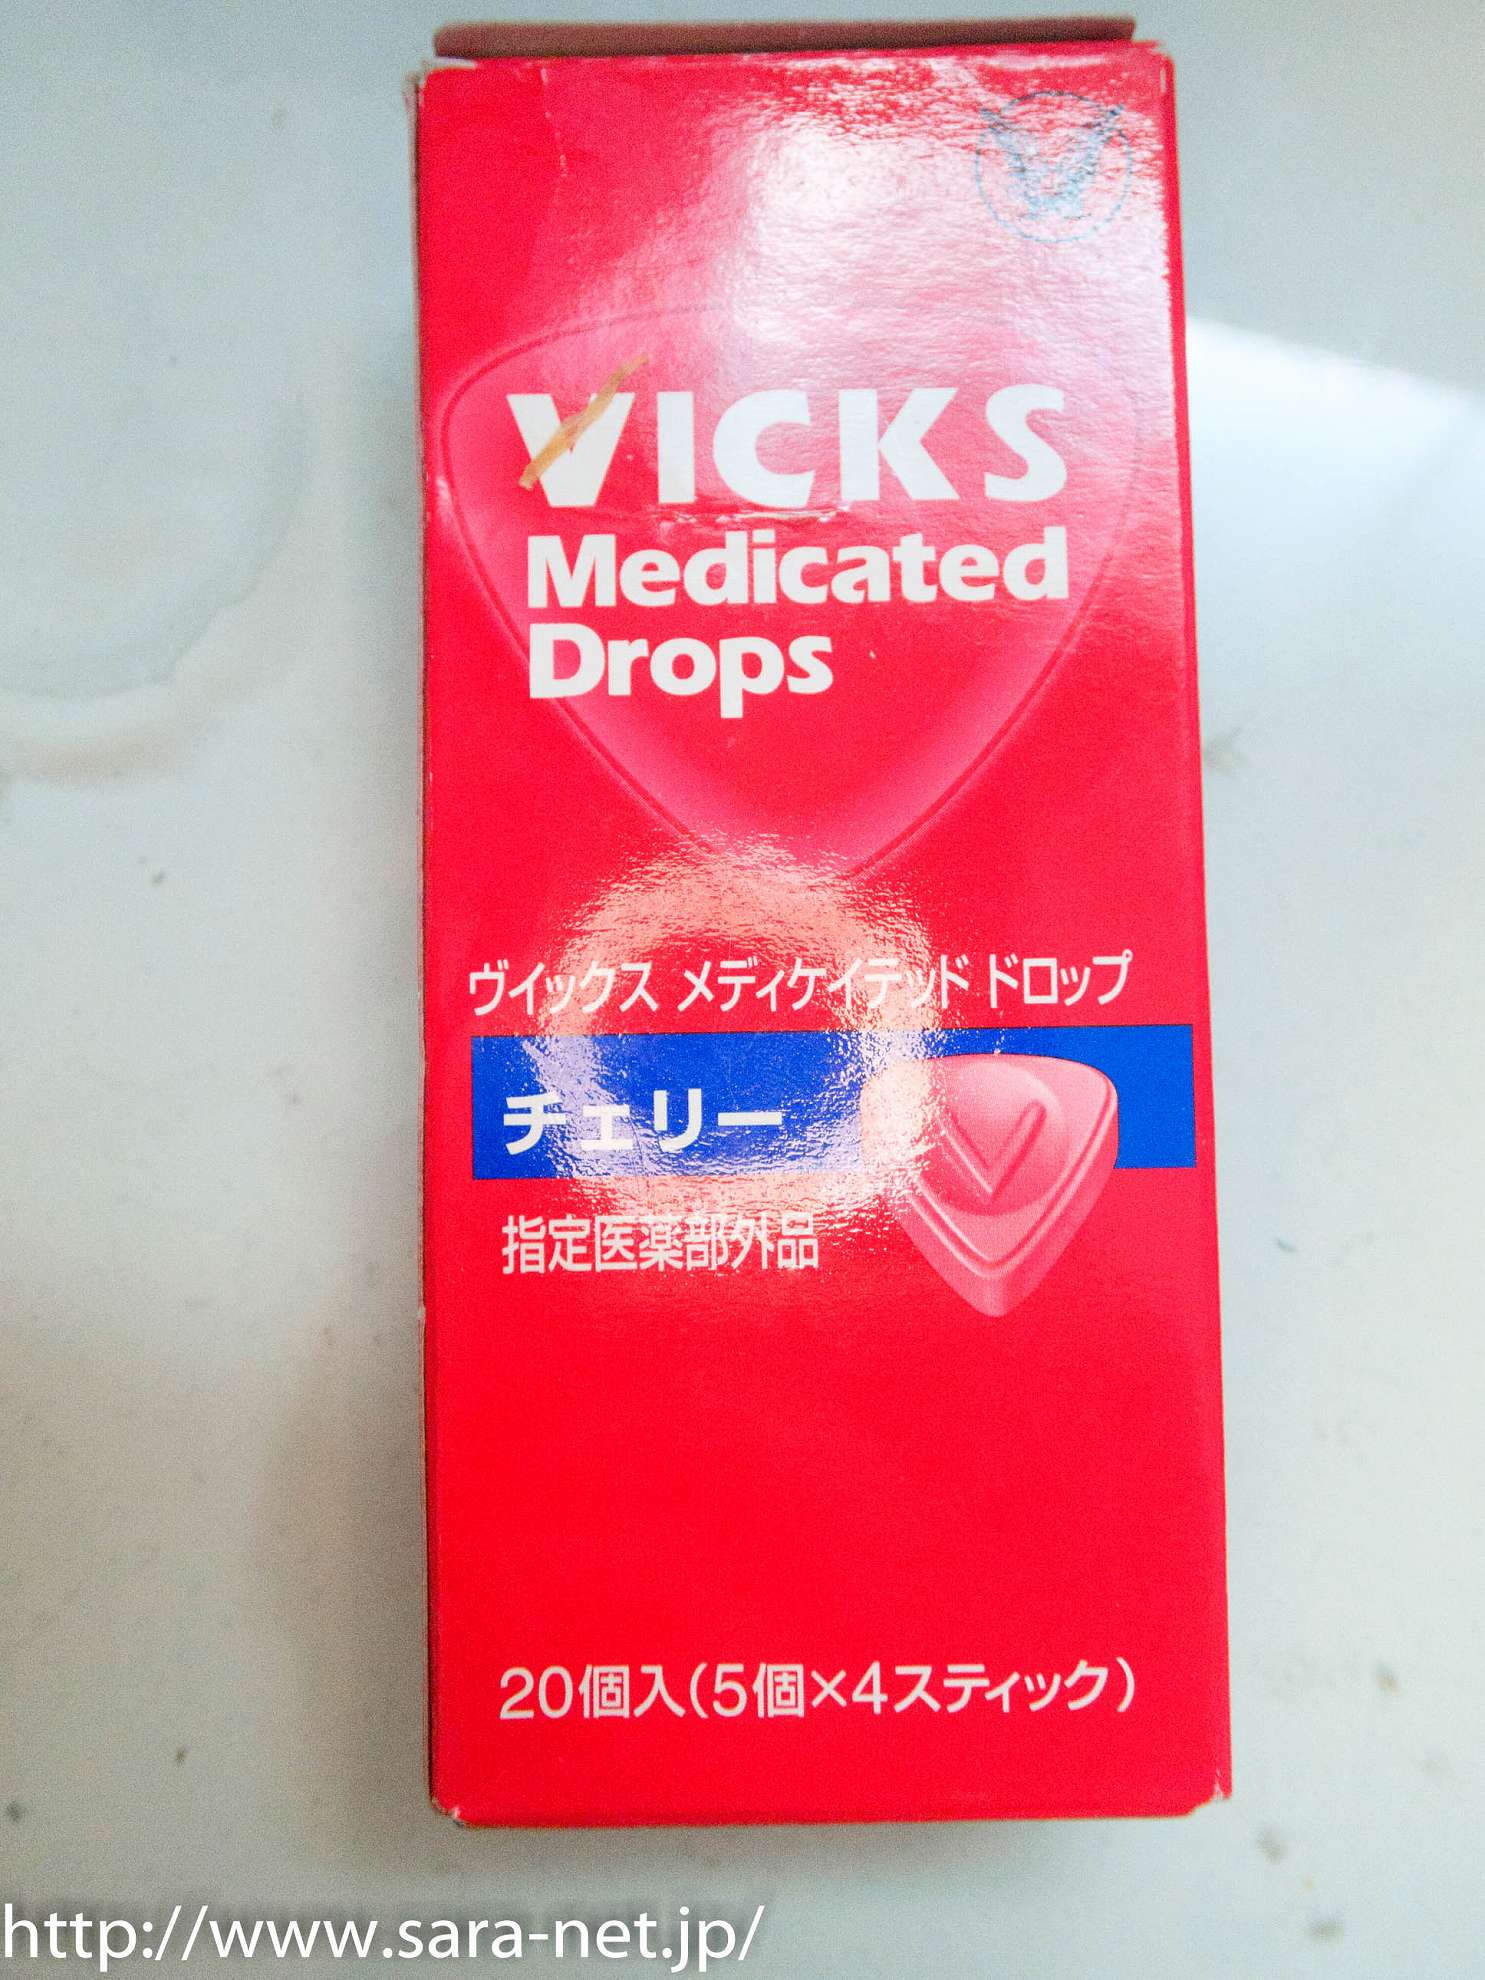 VICKS
Medicated
Drops
ヴイックス メディケイテッド ドロップ
チェリー
指定医薬部外品
20個入(5個×4スティック)
http://www.sara-net.jp/